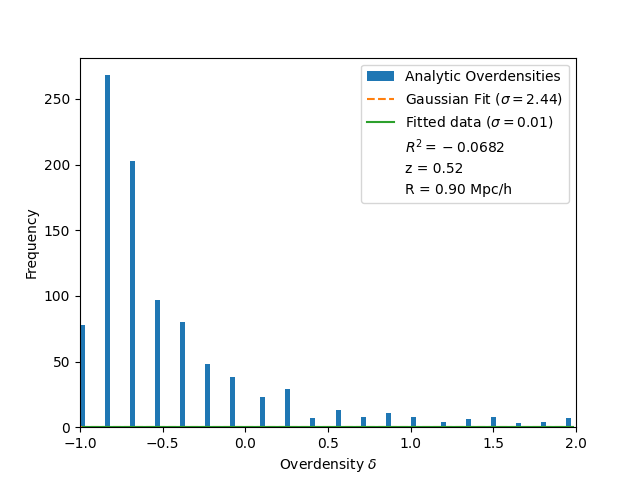 Analytic Overdensities
Gaussian Fit (σ = 2.44)
Fitted data (σ = 0.01)
R² = −0.0682
z = 0.52
R = 0.90 Mpc/h
250
200
150
100
50
0
Frequency
−1.0 −0.5 0.0 0.5 1.0 1.5 2.0
Overdensity δ